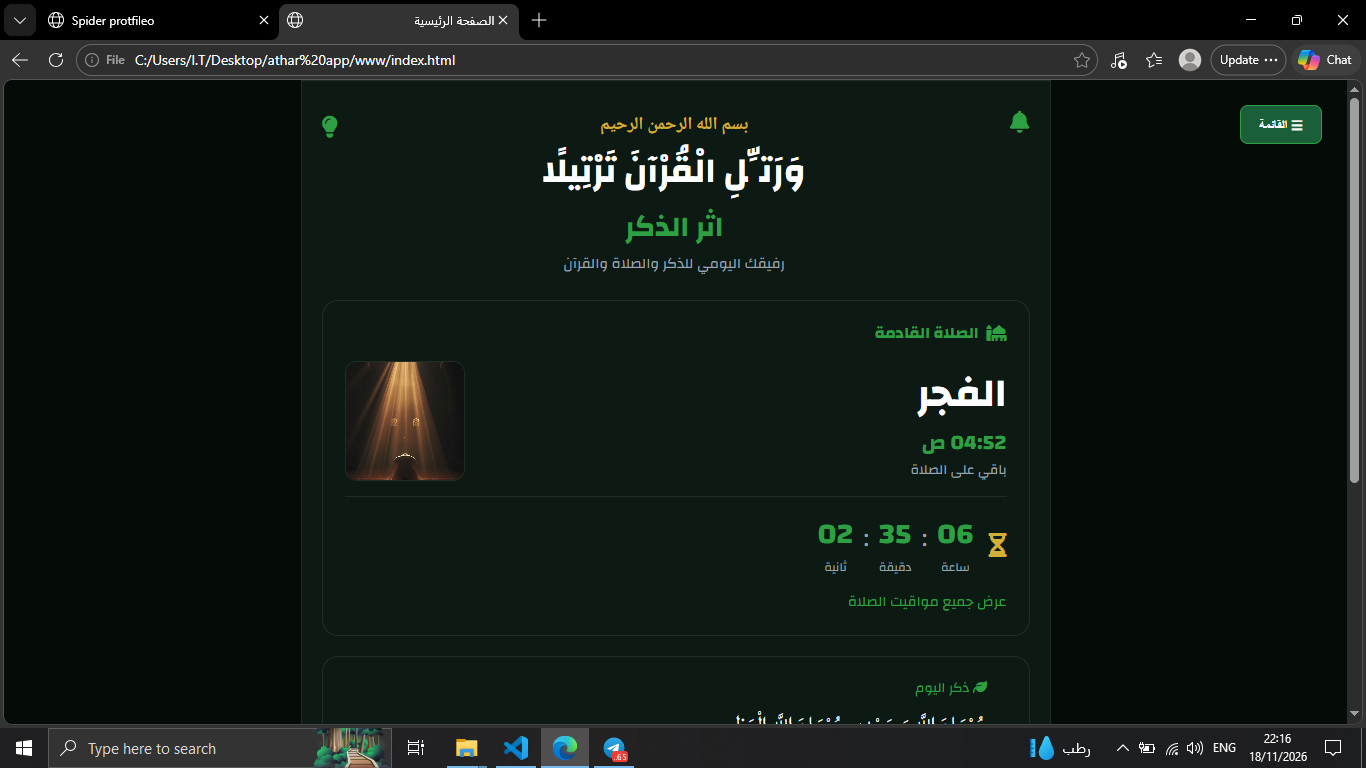 Spider protfileo
الصفحة الرئيسية
File
C:/Users/I.T/Desktop/athar%20app/www/index.html
Update
Chat
القائمة
بسم الله الرحمن الرحيم
وَرَتِّلِ الْقُرْآنَ تَرْتِيلًا
اثر الذكر
رفيقك اليومي للذكر والصلاة والقرآن
الصلاة القادمة
الفجر
04:52 ص
باقي على الصلاة
06 : 35 : 02
ساعة دقيقة ثانية
عرض جميع مواقيت الصلاة
ذكر اليوم
Type here to search
.65
رطب
ENG
22:16
18/11/2026